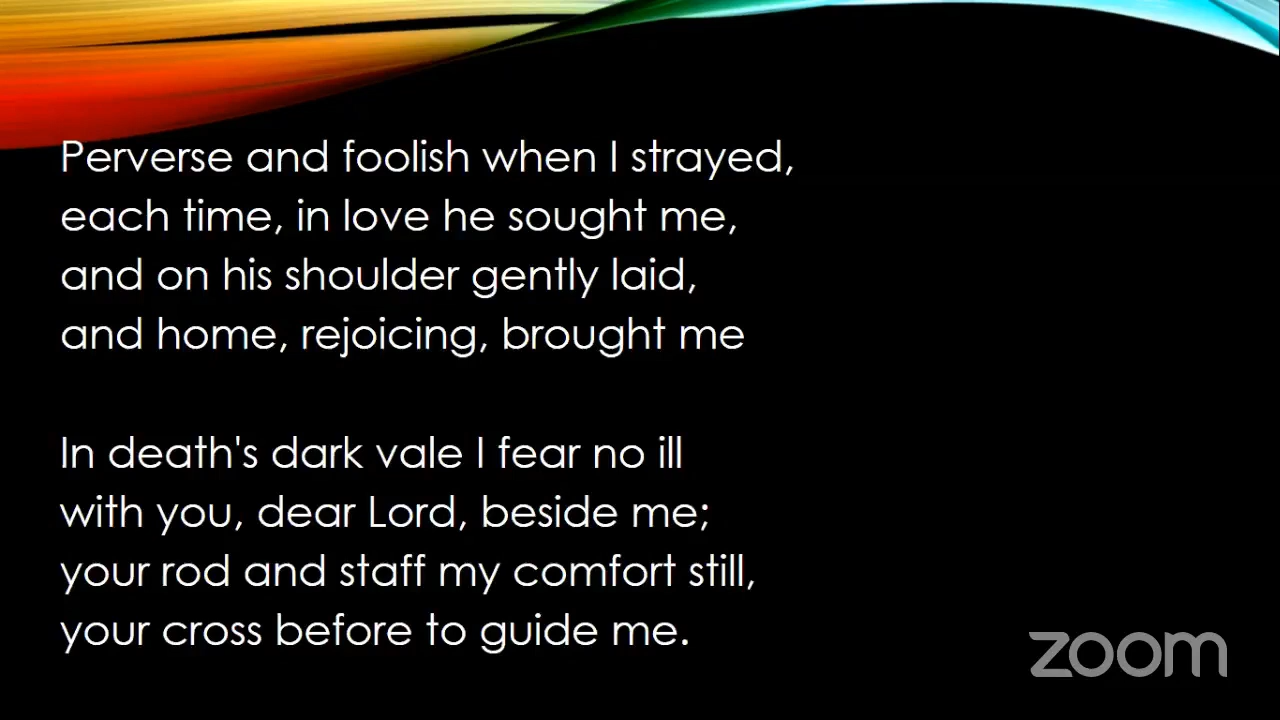 Perverse and foolish when I strayed,
each time, in love he sought me,
and on his shoulder gently laid,
and home, rejoicing, brought me
In death's dark vale I fear no ill
with you, dear Lord, beside me;
your rod and staff my comfort still,
your cross before to guide me.
zoom